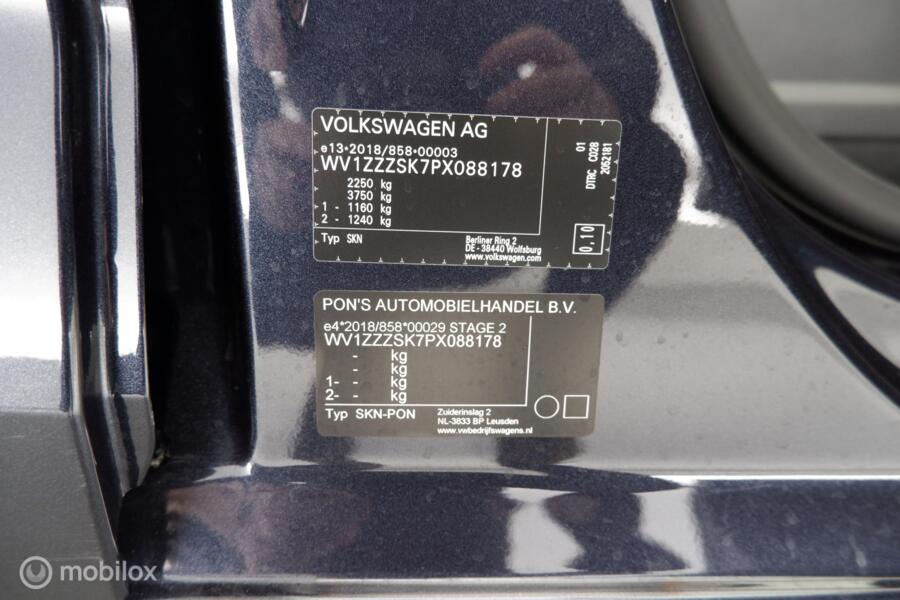 VOLKSWAGEN AG
e13*2018/858*00003
WV1ZZZSK7PX088178
2250 kg
3750 kg
1 - 1160 kg
2 - 1240 kg
Typ SKN
Berliner Ring 2
DE - 38440 Wolfsburg
www.volkswagen.com
01
DTRC C028
2052181
0,10
PON'S AUTOMOBIELHANDEL B.V.
e4*2018/858*00029 STAGE 2
WV1ZZZSK7PX088178
- kg
- kg
1- - kg
2- - kg
Typ SKN-PON
Zuiderinslag 2
NL-3833 BP Leusden
www.vwbedrijfswagens.nl
mobilox